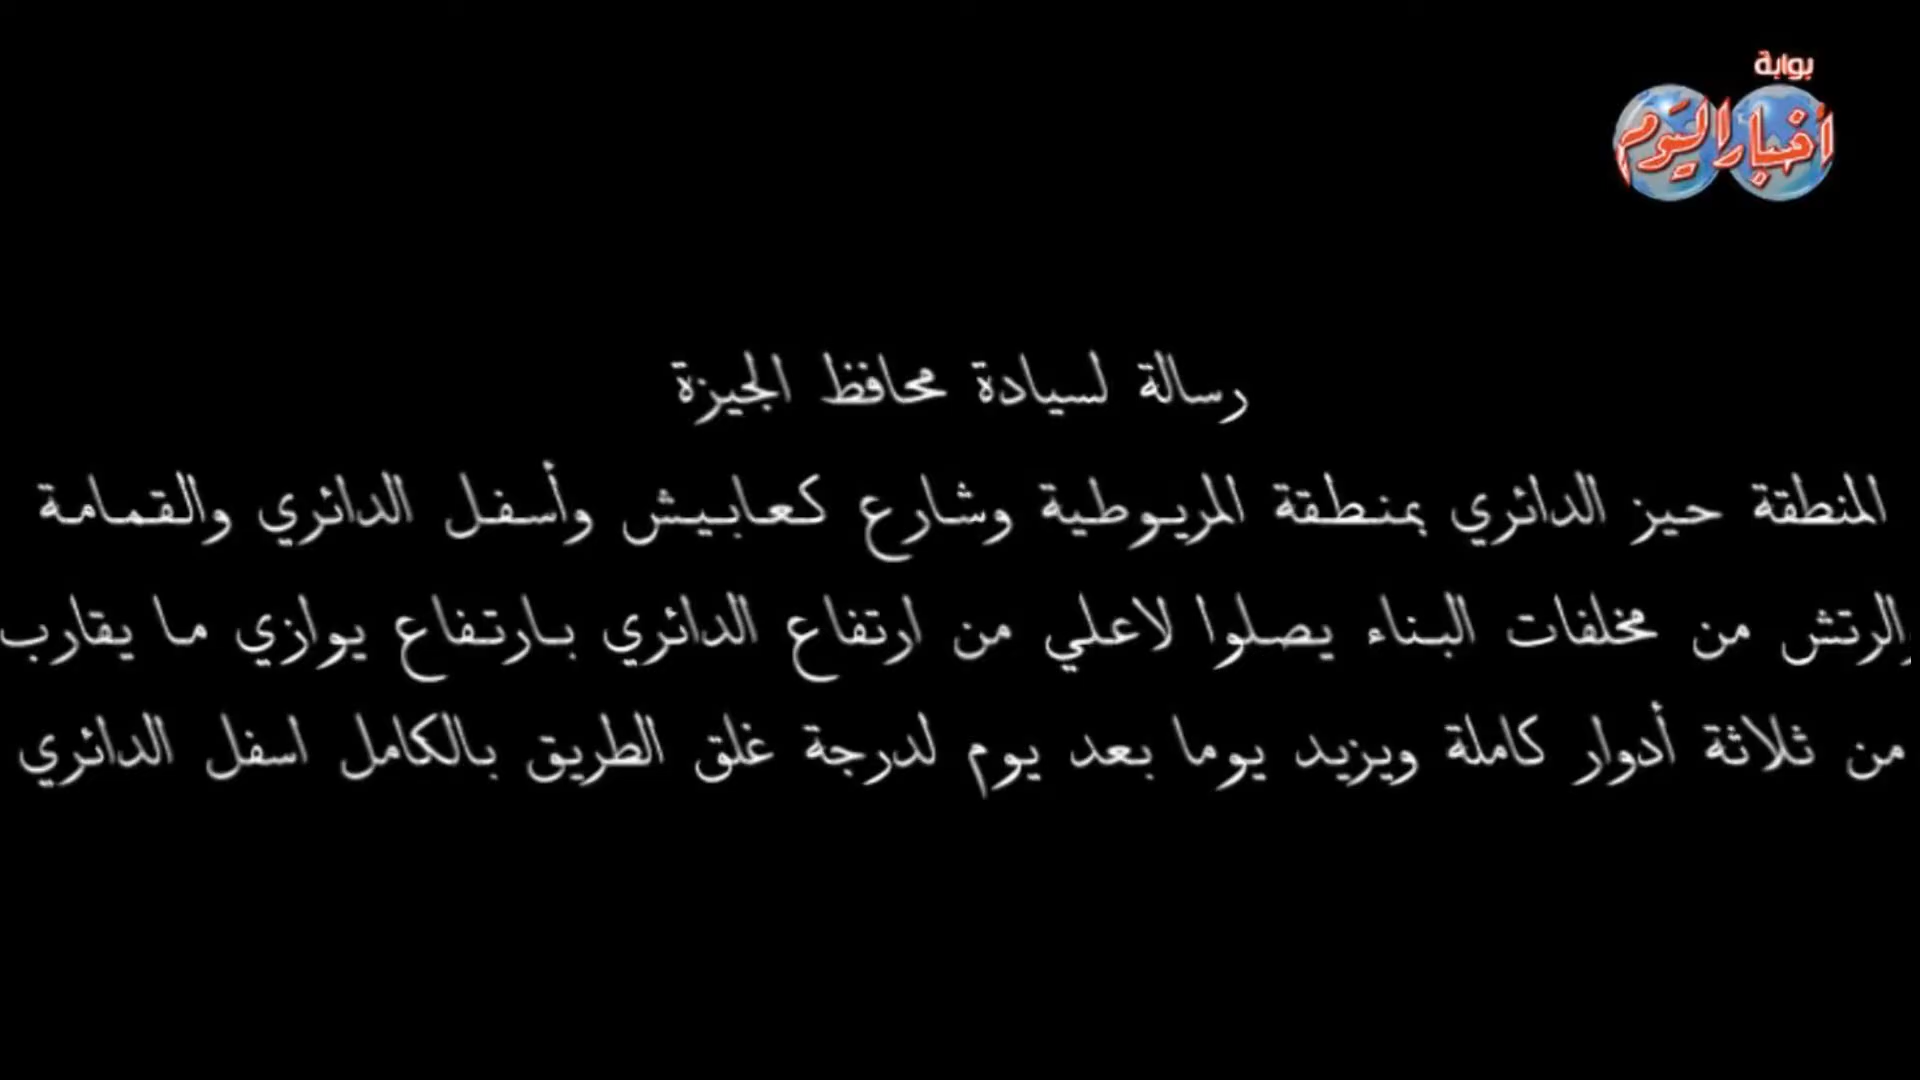 بوابة
أخبار اليوم
رسالة لسيادة محافظ الجيزة
المنطقة حيز الدائري بمنطقة المريوطية وشارع كعابيش وأسفل الدائري والقمامة
والرتش من مخلفات البناء يصلوا لاعلي من ارتفاع الدائري بارتفاع يوازي ما يقارب
من ثلاثة أدوار كاملة ويزيد يوما بعد يوم لدرجة غلق الطريق بالكامل اسفل الدائري